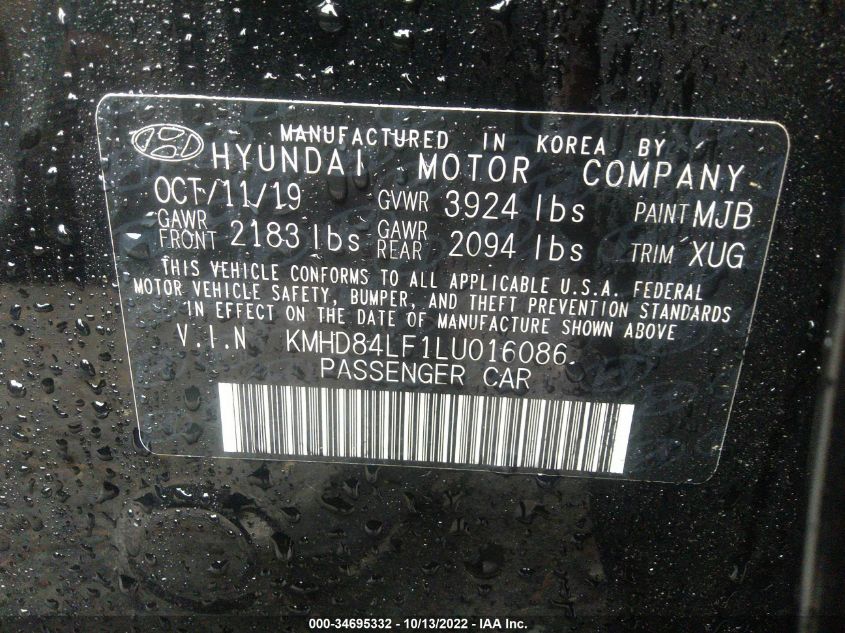 MANUFACTURED IN KOREA BY
HYUNDAI MOTOR COMPANY
OCT/11/19 GVWR 3924 lbs PAINT MJB
GAWR FRONT 2183 lbs GAWR REAR 2094 lbs TRIM XUG
THIS VEHICLE CONFORMS TO ALL APPLICABLE U.S.A. FEDERAL
MOTOR VEHICLE SAFETY, BUMPER, AND THEFT PREVENTION STANDARDS
IN EFFECT ON THE DATE OF MANUFACTURE SHOWN ABOVE
V.I.N KMHD84LF1LU016086.
PASSENGER CAR
000-34695332 - 10/13/2022 - IAA Inc.